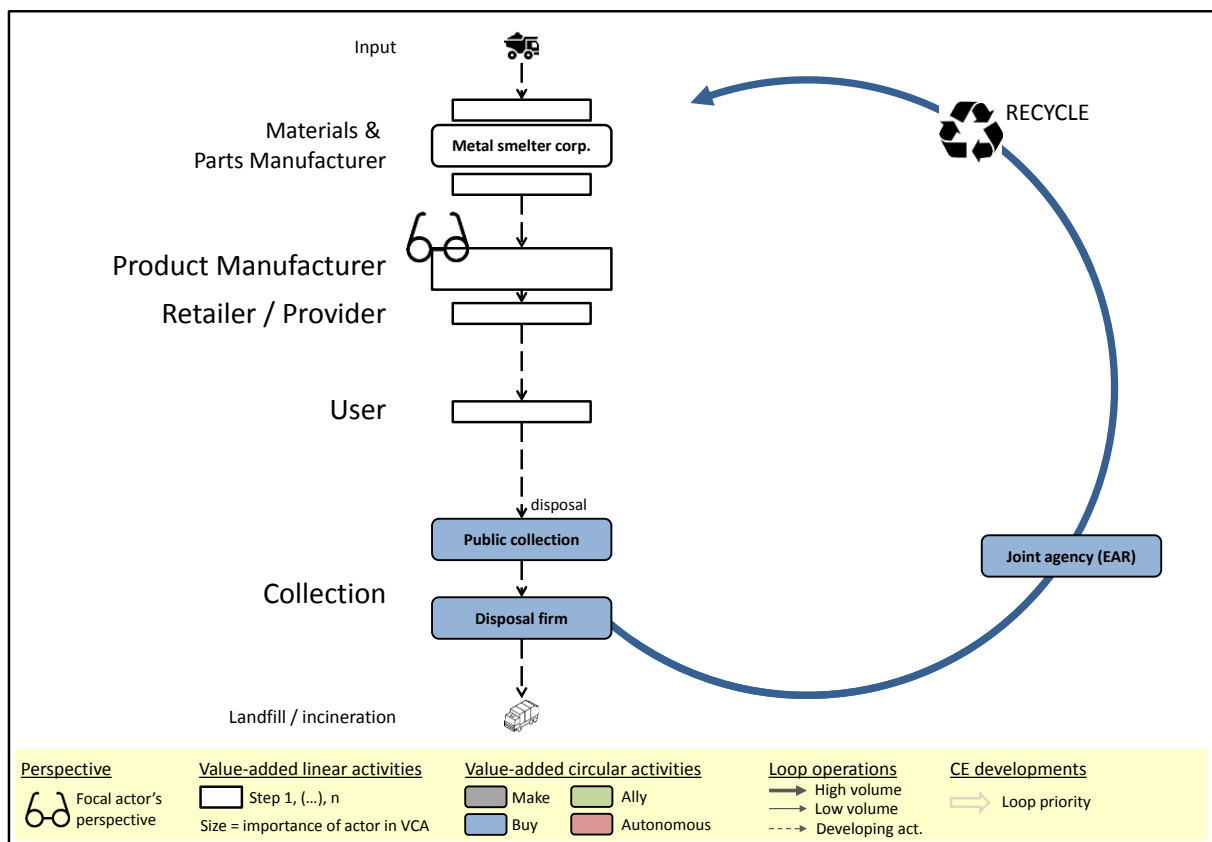 Input
RECYCLE
Materials &
Parts Manufacturer
Metal smelter corp.
Product Manufacturer
Retailer / Provider
User
disposal
Public collection
Joint agency (EAR)
Collection
Disposal firm
Landfill / incineration
Perspective
Focal actor's
perspective
Value-added linear activities
Step 1, (...), n
Size = importance of actor in VCA
Value-added circular activities
Make
Ally
Buy
Autonomous
Loop operations
High volume
Low volume
Developing act.
CE developments
Loop priority